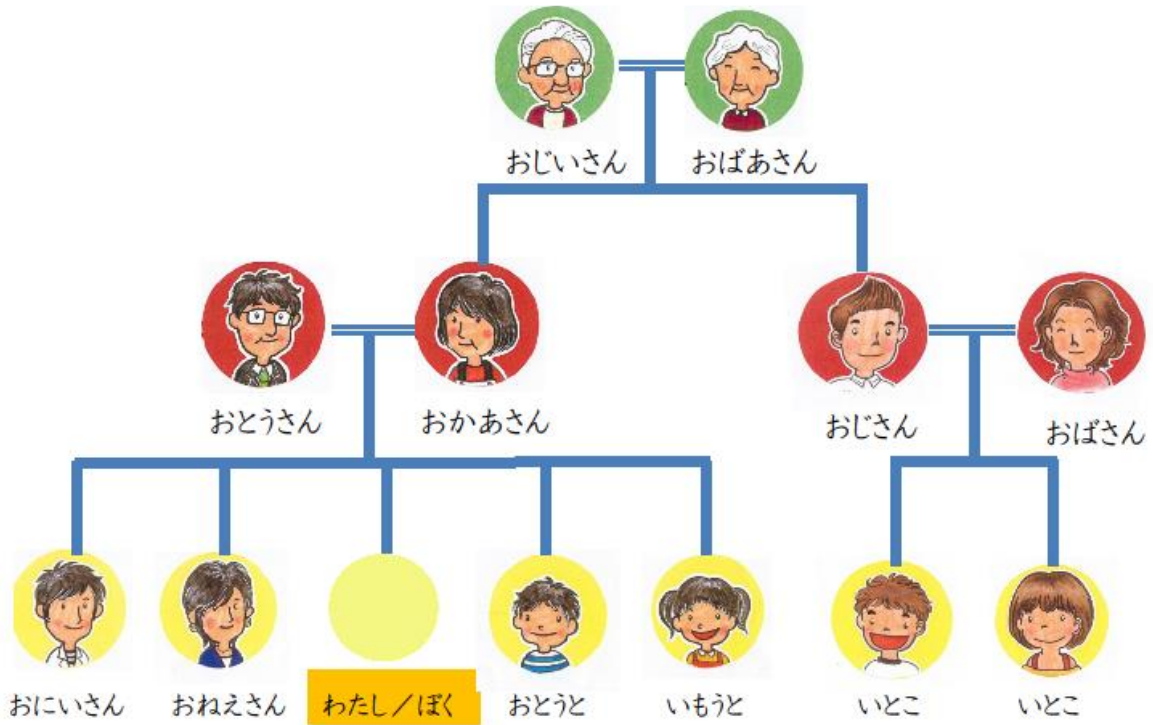 おじいさん
おばあさん
おとうさん
おかあさん
おじさん
おばさん
おにいさん
おねえさん
わたし／ぼく
おとうと
いもうと
いとこ
いとこ